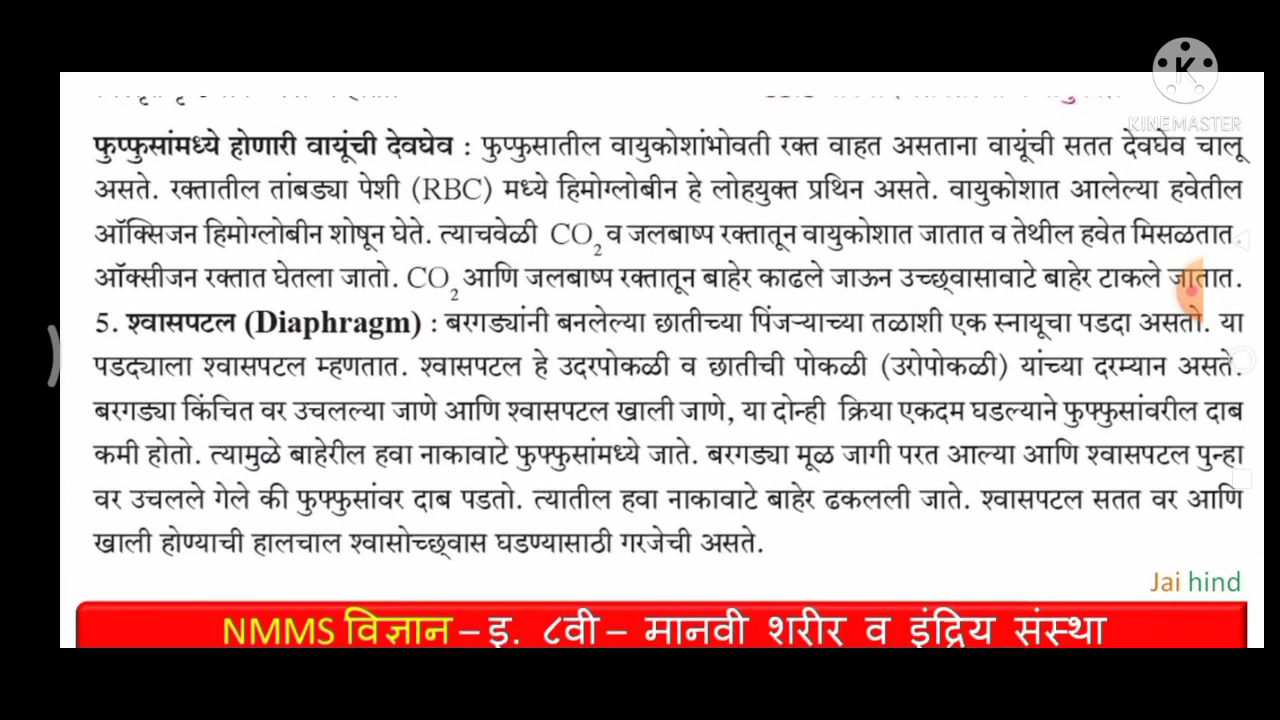 KINEMASTER
फुप्फुसांमध्ये होणारी वायूंची देवघेव : फुप्फुसातील वायुकोशांभोवती रक्त वाहत असताना वायूंची सतत देवघेव चालू
असते. रक्तातील तांबड्या पेशी (RBC) मध्ये हिमोग्लोबीन हे लोहयुक्त प्रथिन असते. वायुकोशात आलेल्या हवेतील
ऑक्सिजन हिमोग्लोबीन शोषून घेते. त्याचवेळी CO₂ व जलबाष्प रक्तातून वायुकोशात जातात व तेथील हवेत मिसळतात.
ऑक्सीजन रक्तात घेतला जातो. CO₂ आणि जलबाष्प रक्तातून बाहेर काढले जाऊन उच्छ्वासावाटे बाहेर टाकले जातात.
5. श्वासपटल (Diaphragm) : बरगड्यांनी बनलेल्या छातीच्या पिंजऱ्याच्या तळाशी एक स्नायूचा पडदा असतो. या
पडद्याला श्वासपटल म्हणतात. श्वासपटल हे उदरपोकळी व छातीची पोकळी (उरोपोकळी) यांच्या दरम्यान असते.
बरगड्या किंचित वर उचलल्या जाणे आणि श्वासपटल खाली जाणे, या दोन्ही क्रिया एकदम घडल्याने फुफ्फुसांवरील दाब
कमी होतो. त्यामुळे बाहेरील हवा नाकावाटे फुफ्फुसांमध्ये जाते. बरगड्या मूळ जागी परत आल्या आणि श्वासपटल पुन्हा
वर उचलले गेले की फुफ्फुसांवर दाब पडतो. त्यातील हवा नाकावाटे बाहेर ढकलली जाते. श्वासपटल सतत वर आणि
खाली होण्याची हालचाल श्वासोच्छ्वास घडण्यासाठी गरजेची असते.
Jai hind
NMMS विज्ञान – इ. ८वी – मानवी शरीर व इंद्रिय संस्था